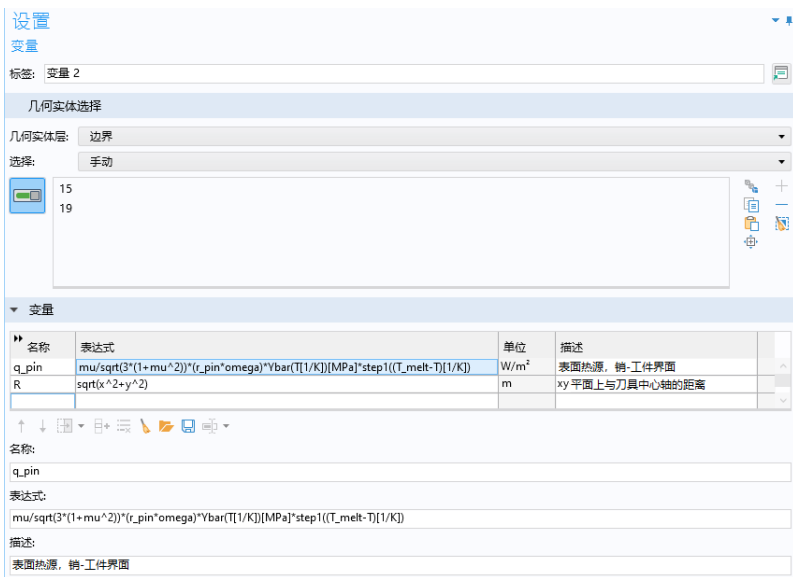 设置
变量
标签: 变量 2
几何实体选择
几何实体层: 边界
选择: 手动
15
19
变量
名称 表达式 单位 描述
q_pin mu/sqrt(3*(1+mu^2))*(r_pin*omega)*Ybar(T[1/K])[MPa]*step1((T_melt-T)[1/K]) W/m² 表面热源，销-工件界面
R sqrt(x^2+y^2) m xy 平面上与刀具中心轴的距离
名称:
q_pin
表达式:
mu/sqrt(3*(1+mu^2))*(r_pin*omega)*Ybar(T[1/K])[MPa]*step1((T_melt-T)[1/K])
描述:
表面热源，销-工件界面